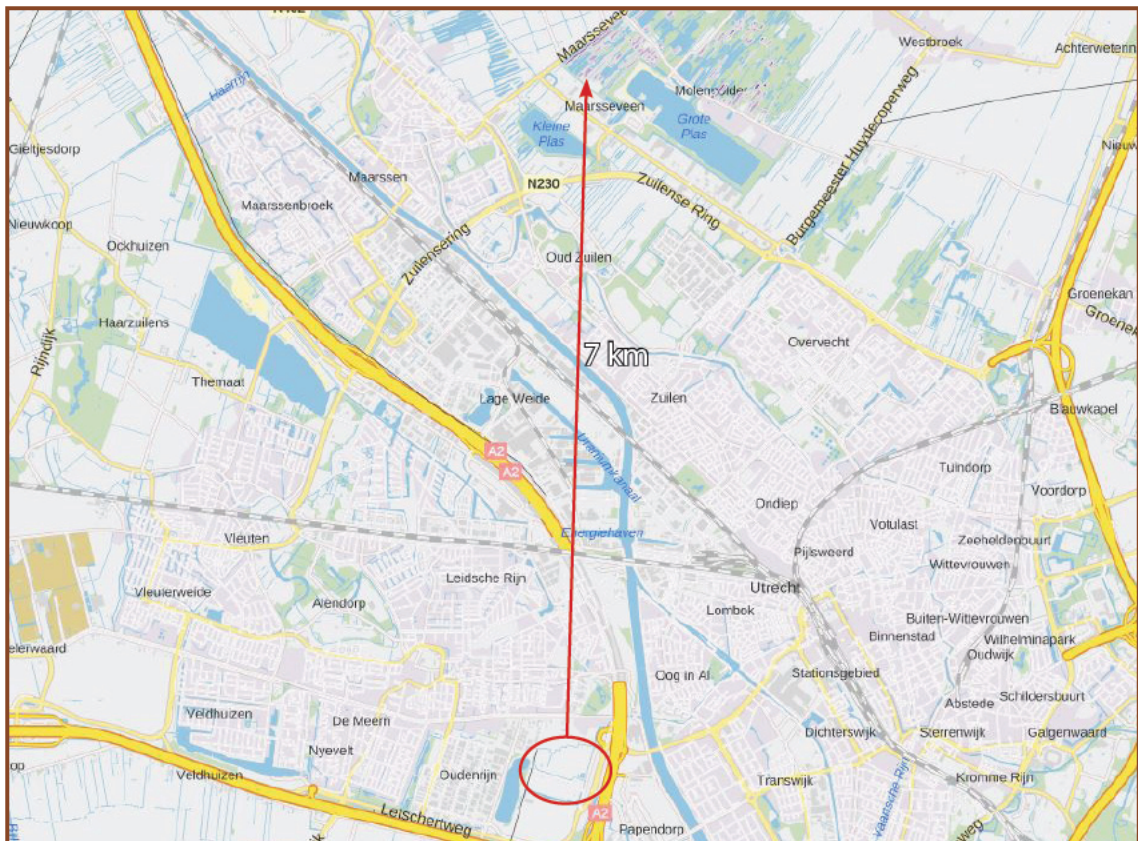 Maarsseveen
Westbroek
Haarrijn
Maarsseveen
Kleine
Plas
Grote
Plas
Gieltjesdorp
Maarssen
N230
Zuilense Ring
Burgemeester Huydecoperweg
Maarssenbroek
Nieuwkoop
Ockhuizen
Zuilensering
Oud Zuilen
Groenekan
Haarzuilens
Rijndijk
Overvecht
7 km
Themaat
Lage Weide
Zuilen
Blauwkapel
A2
A2
Uraniumkanaal
Tuindorp
Voordorp
Ondiep
Votulast
Vleuten
Energiehaven
Zeeheldenbuurt
Pijlsweerd
Wittevrouwen
Leidsche Rijn
Utrecht
Vleuterweide
Alendorp
Lombok
Buiten-Wittevrouwen
Binnenstad
Wilhelminapark
elerwaard
Oudwijk
Oog in Al
Stationsgebied
Schildersbuurt
Abstede
Veldhuizen
De Meern
Dichterswijk
Sterrenwijk
Galgenwaard
Nyevelt
op
Veldhuizen
Oudenrijn
Transwijk
Kromme Rijn
Vaartsche Rijn
A2
Papendorp
weg